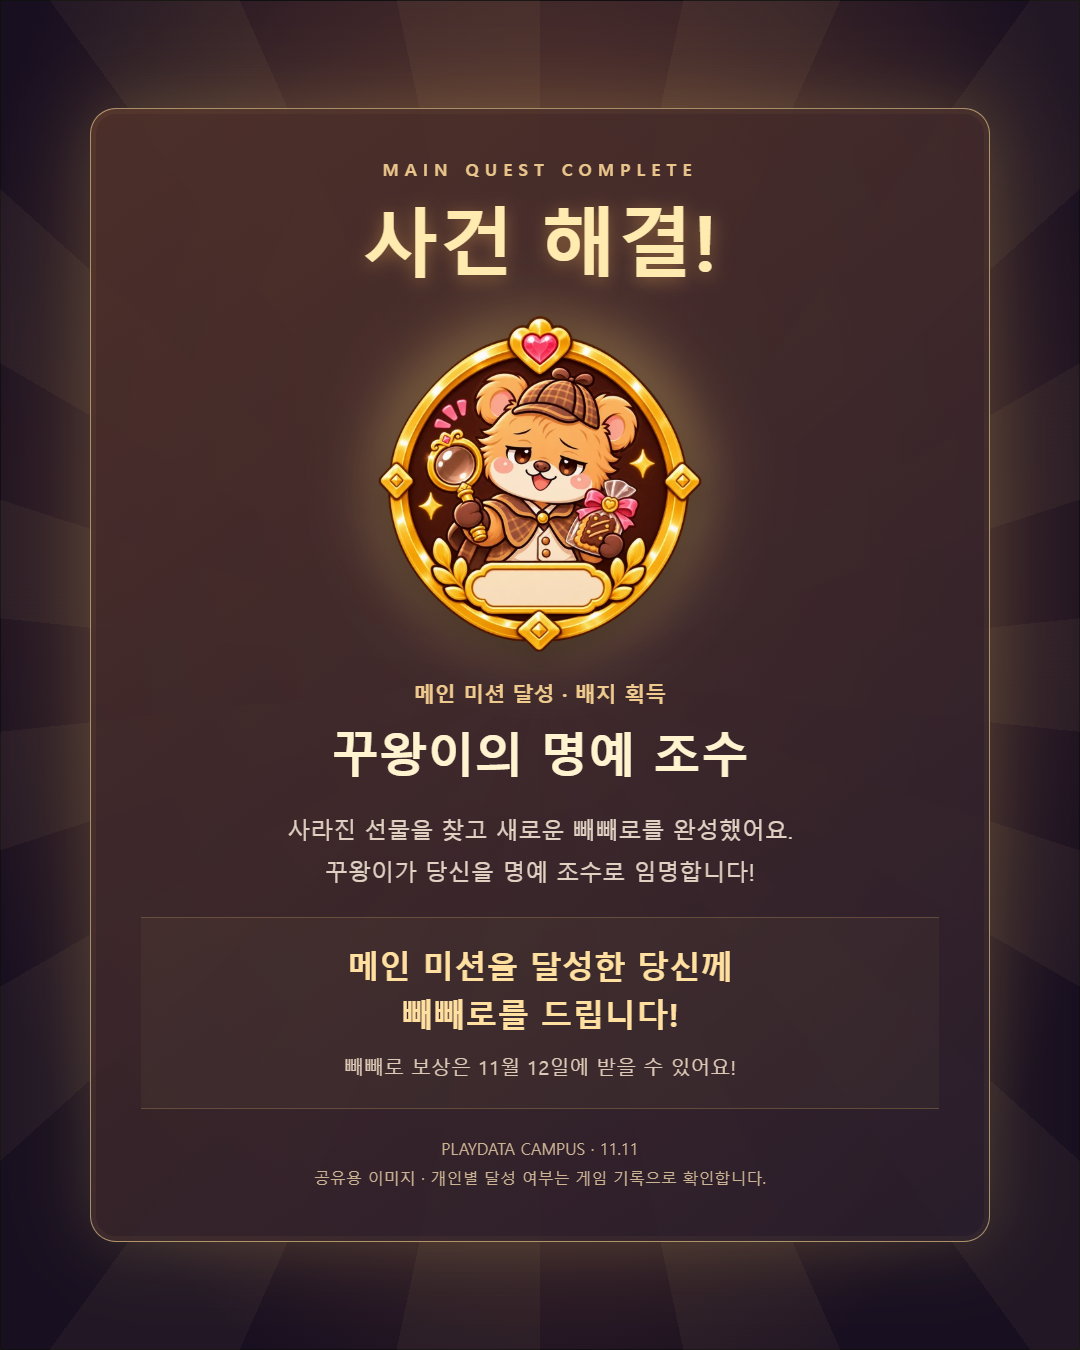 MAIN QUEST COMPLETE
사건 해결!
메인 미션 달성 · 배지 획득
꾸왕이의 명예 조수
사라진 선물을 찾고 새로운 빼빼로를 완성했어요.
꾸왕이가 당신을 명예 조수로 임명합니다!
메인 미션을 달성한 당신께
빼빼로를 드립니다!
빼빼로 보상은 11월 12일에 받을 수 있어요!
PLAYDATA CAMPUS · 11.11
공유용 이미지 · 개인별 달성 여부는 게임 기록으로 확인합니다.